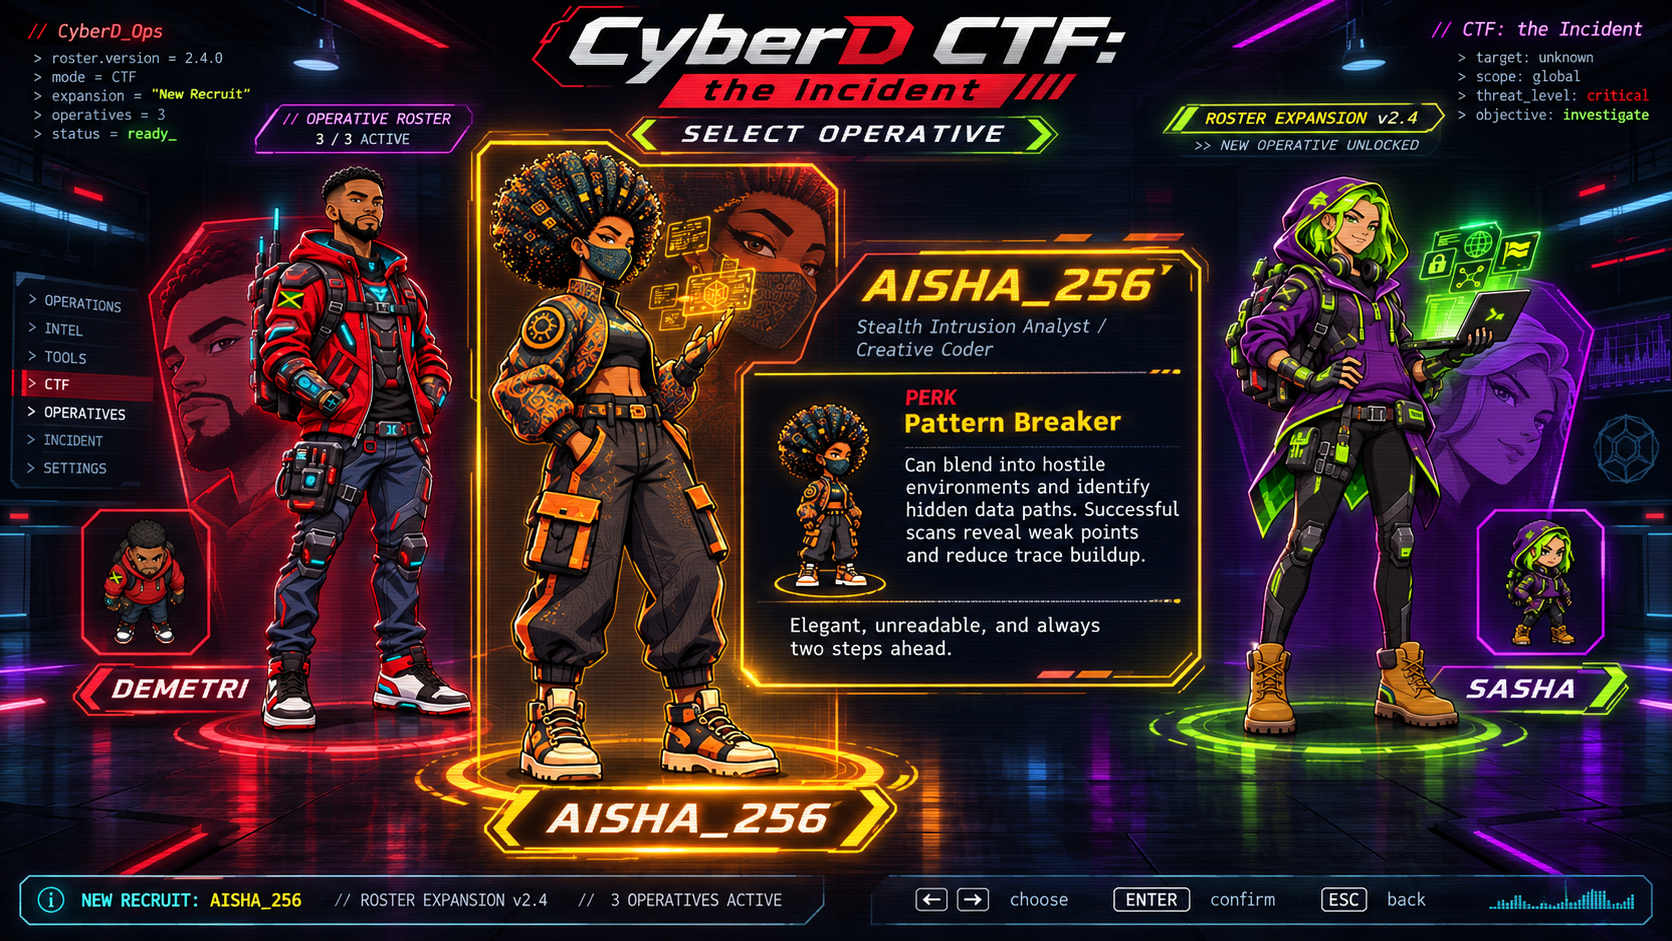 // CyberD_Ops
> roster.version = 2.4.0
> mode = CTF
> expansion = "New Recruit"
> operatives = 3
> status = ready_
CyberD CTF:
the Incident
SELECT OPERATIVE
// CTF: the Incident
> target: unknown
> scope: global
> threat_level: critical
> objective: investigate
// OPERATIVE ROSTER
3 / 3 ACTIVE
ROSTER EXPANSION v2.4
>> NEW OPERATIVE UNLOCKED
> OPERATIONS
> INTEL
> TOOLS
> CTF
> OPERATIVES
> INCIDENT
> SETTINGS
AISHA_256'
Stealth Intrusion Analyst /
Creative Coder
PERK
Pattern Breaker
Can blend into hostile
environments and identify
hidden data paths. Successful
scans reveal weak points
and reduce trace buildup.
Elegant, unreadable, and always
two steps ahead.
DEMETRI
AISHA_256
SASHA
NEW RECRUIT: AISHA_256 // ROSTER EXPANSION v2.4 // 3 OPERATIVES ACTIVE
← → choose ENTER confirm ESC back